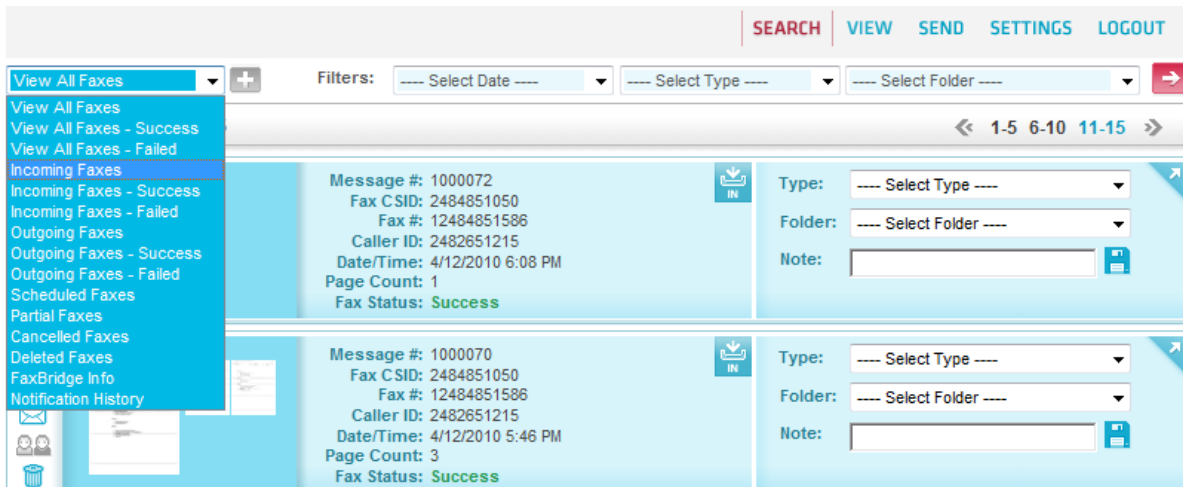 SEARCH VIEW SEND SETTINGS LOGOUT
View All Faxes Filters: ---- Select Date ---- ---- Select Type ---- ---- Select Folder ----
View All Faxes
View All Faxes - Success
View All Faxes - Failed
Incoming Faxes
Incoming Faxes - Success
Incoming Faxes - Failed
Outgoing Faxes
Outgoing Faxes - Success
Outgoing Faxes - Failed
Scheduled Faxes
Partial Faxes
Cancelled Faxes
Deleted Faxes
FaxBridge Info
Notification History
1-5 6-10 11-15
Message #: 1000072
Fax CSID: 2484851050
Fax #: 12484851586
Caller ID: 2482651215
Date/Time: 4/12/2010 6:08 PM
Page Count: 1
Fax Status: Success
IN
Type: ---- Select Type ----
Folder: ---- Select Folder ----
Note:
Message #: 1000070
Fax CSID: 2484851050
Fax #: 12484851586
Caller ID: 2482651215
Date/Time: 4/12/2010 5:46 PM
Page Count: 3
Fax Status: Success
IN
Type: ---- Select Type ----
Folder: ---- Select Folder ----
Note: